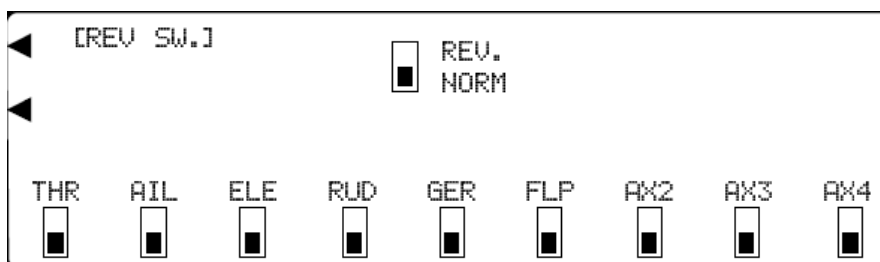 [REV SW.]
REV.
NORM
THR AIL ELE RUD GER FLP AX2 AX3 AX4